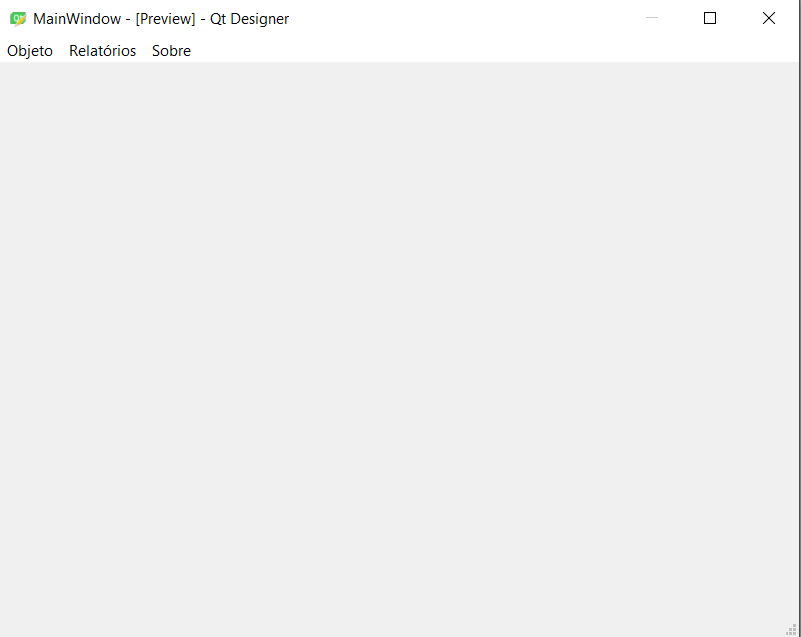 MainWindow - [Preview] - Qt Designer
Objeto Relatórios Sobre